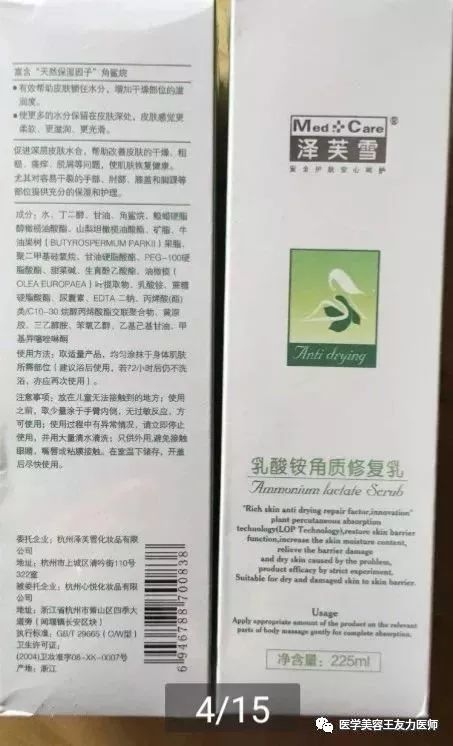 富含“天然保湿因子”角鲨烷
•有效帮助皮肤锁住水分，增加干燥部位的滋
润度。
•使更多的水分保留在皮肤深处，皮肤感觉更
柔软、更滋润、更光滑。
促进深层皮肤水合，帮助改善皮肤的干燥、粗
糙、瘙痒、脱屑等问题，使肌肤恢复健康。
尤其对容易干裂的手部、肘部、膝盖和脚踝等
部位提供充分的保湿和护理。
成分：水、丁二醇、甘油、角鲨烷、鲸蜡硬脂
醇橄榄油酸酯、山梨坦橄榄油酸酯、矿脂、牛
油果树（BUTYROSPERMUM PARKII）果脂、
聚二甲基硅氧烷、甘油硬脂酸酯、PEG-100硬
脂酸酯、甜菜碱、生育酚乙酸酯、油橄榄（
OLEA EUROPAEA）叶提取物、乳酸铵、蔗糖
硬脂酸酯、尿囊素、EDTA 二钠、丙烯酸(酯)
类/C10-30 烷醇丙烯酸酯交联聚合物、黄原
胶、三乙醇胺、苯氧乙醇、乙基己基甘油、甲
基异噻唑啉酮
使用方法：取适量产品，均匀涂抹于身体肌肤
所需部位（建议浴后使用，若72小时后仍不洗
浴，亦应再次使用）。
注意事项：放在儿童无法接触到的地方；使用
之前，取少量涂于手臂内侧，无过敏反应，方
可使用；使用过程中有异常情况，请立即停止
使用，并用大量清水清洗；只供外用,避免接触
眼睛，嘴唇或粘膜接触。在室温下储存，开盖
后尽快使用。
委托企业：杭州泽芙雪化妆品有限
公司
地址：杭州市上城区清吟街110号
322室
被委托企业：杭州心悦化妆品有限
公司
地址：浙江省杭州市萧山区四季大
道旁（闻堰镇长安区块）
执行标准：GB/T 29665（O/W型）
卫生许可证：
(2004)卫妆准字08-XK-0007号
产地：浙江
6 946788 700838
Med Care®
泽芙雪
安全护肤安心呵护
Anti drying
乳酸铵角质修复乳
Ammonium lactate Scrub
"Rich skin anti drying repair factor,innovation"
plant percutaneous absorption
technology(LOP Technology),restore skin barrier
function,increase the skin moisture content,
relieve the barrier damage
and dry skin caused by the problem,
product efficacy by strict experiment.
Suitable for dry and damaged skin to skin barrier.
Usage
Apply appropriate amount of the product on the relevant
parts of body massage gently for complete absorption.
净含量：225ml
4/15
医学美容王友力医师